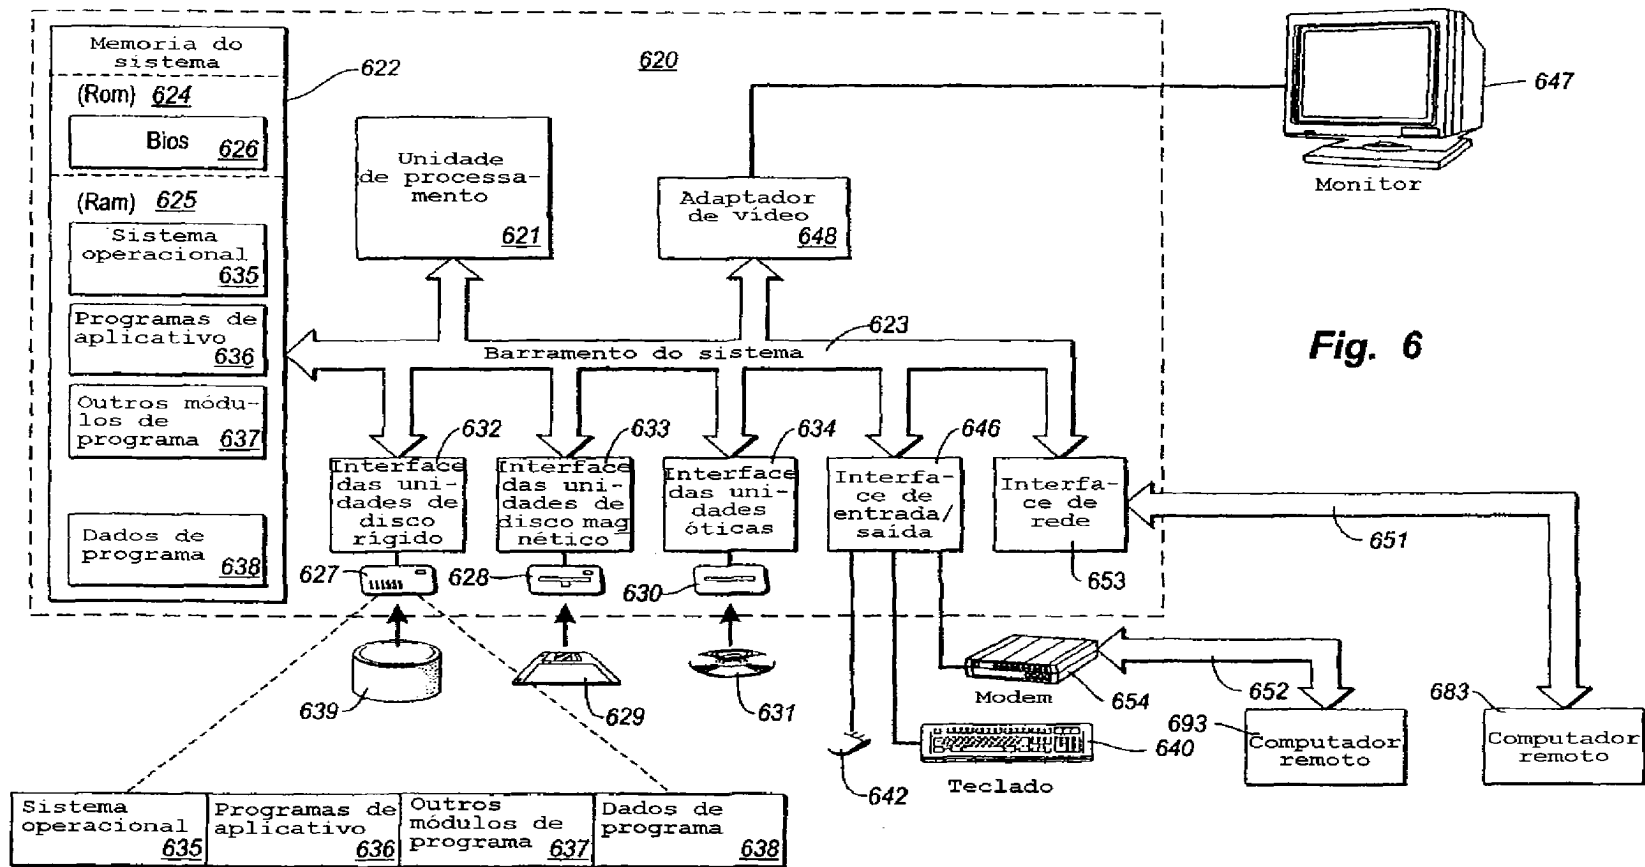 Memoria do
sistema
622
620
647
(Rom) 624
Bios
626
Unidade
de processa-
mento
621
Adaptador
de vídeo
648
Monitor
(Ram) 625
Sistema
operacional
635
Programas de
aplicativo
636
Outros módu-
los de
programa 637
Dados de
programa
638
623
Barramento do sistema
Fig. 6
632
Interface
das uni-
dades de
disco
rígido
633
Interface
das uni-
dades de
disco mag
nético
634
Interface
das uni-
dades
óticas
646
Interfa-
ce de
entrada/
saída
Interfa-
ce de
rede
653
651
627
628
630
639
629
631
Modem
654
652
642
640
Teclado
693
Computador
remoto
683
Computador
remoto
Sistema
operacional
635
Programas de
aplicativo
636
Outros
módulos de
programa 637
Dados de
programa
638